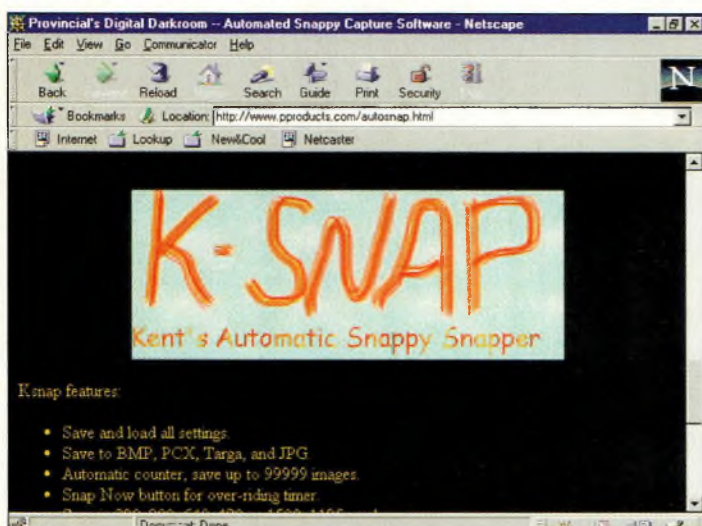 Provincial's Digital Darkroom -- Automated Snappy Capture Software - Netscape
File Edit View Go Communicator Help
Back Reload Search Guide Print Security
N
Bookmarks Location: http://www.pproducts.com/autosnap.html
Internet Lookup New&Cool Netcaster
K-SNAP
Kent's Automatic Snappy Snapper
Ksnap features:
• Save and load all settings.
• Save to BMP, PCX, Targa, and JPG.
• Automatic counter, save up to 99999 images.
• Snap Now button for over-riding timer.
Document: Done